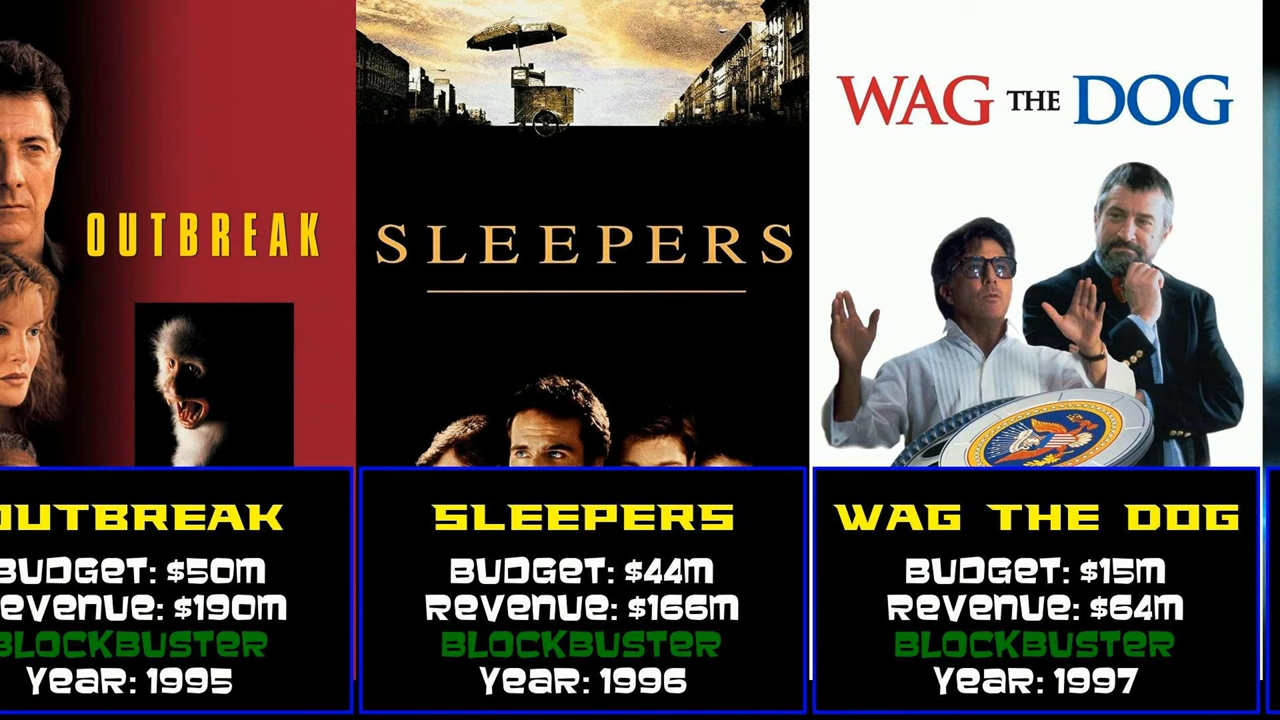 OUTBREAK
SLEEPERS
WAG THE DOG
OUTBREAK
BUDGET: $50M
REVENUE: $190M
BLOCKBUSTER
YEAR: 1995
SLEEPERS
BUDGET: $44M
REVENUE: $166M
BLOCKBUSTER
YEAR: 1996
WAG THE DOG
BUDGET: $15M
REVENUE: $64M
BLOCKBUSTER
YEAR: 1997